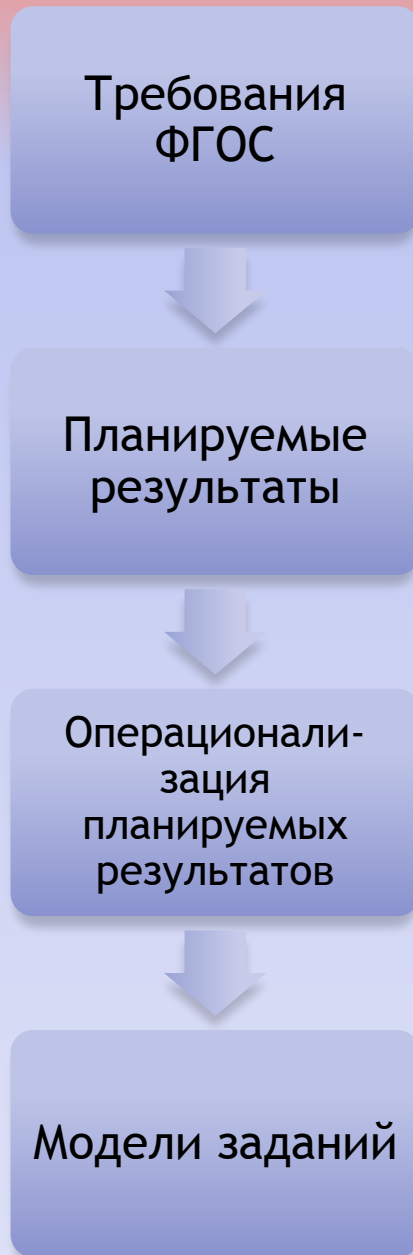 Требования
ФГОС
Планируемые
результаты
Операционали-
зация
планируемых
результатов
Модели заданий